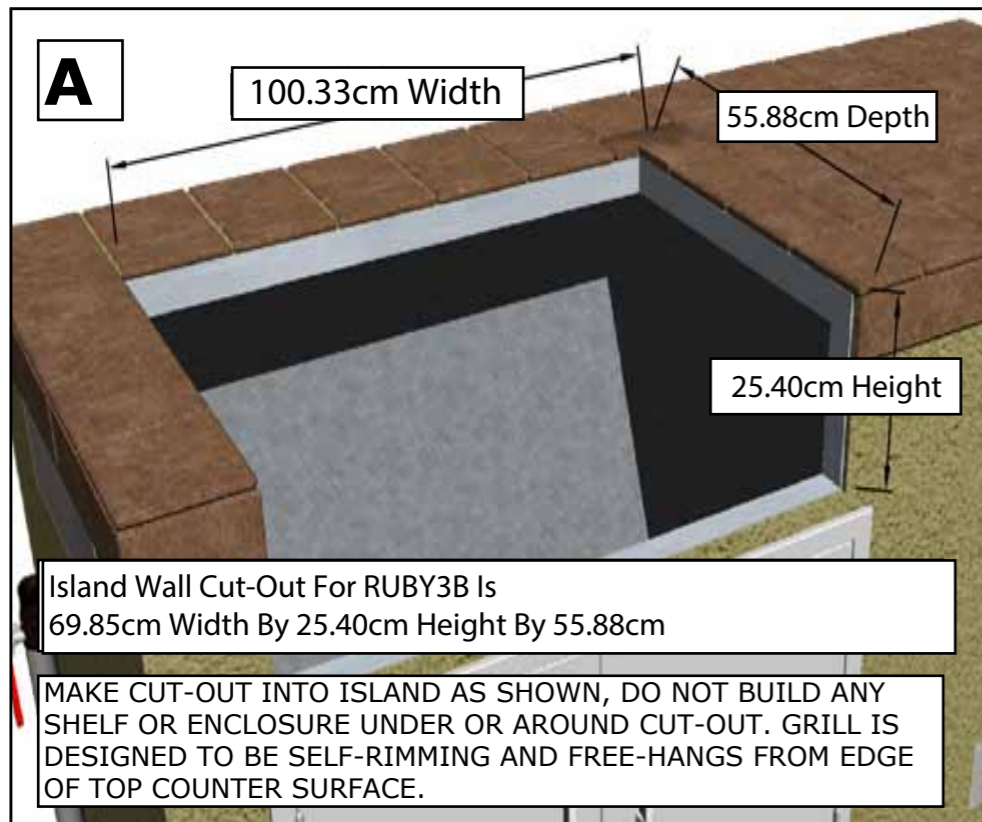 A
100.33cm Width
55.88cm Depth
25.40cm Height
Island Wall Cut-Out For RUBY3B Is
69.85cm Width By 25.40cm Height By 55.88cm
MAKE CUT-OUT INTO ISLAND AS SHOWN, DO NOT BUILD ANY
SHELF OR ENCLOSURE UNDER OR AROUND CUT-OUT. GRILL IS
DESIGNED TO BE SELF-RIMMING AND FREE-HANGS FROM EDGE
OF TOP COUNTER SURFACE.